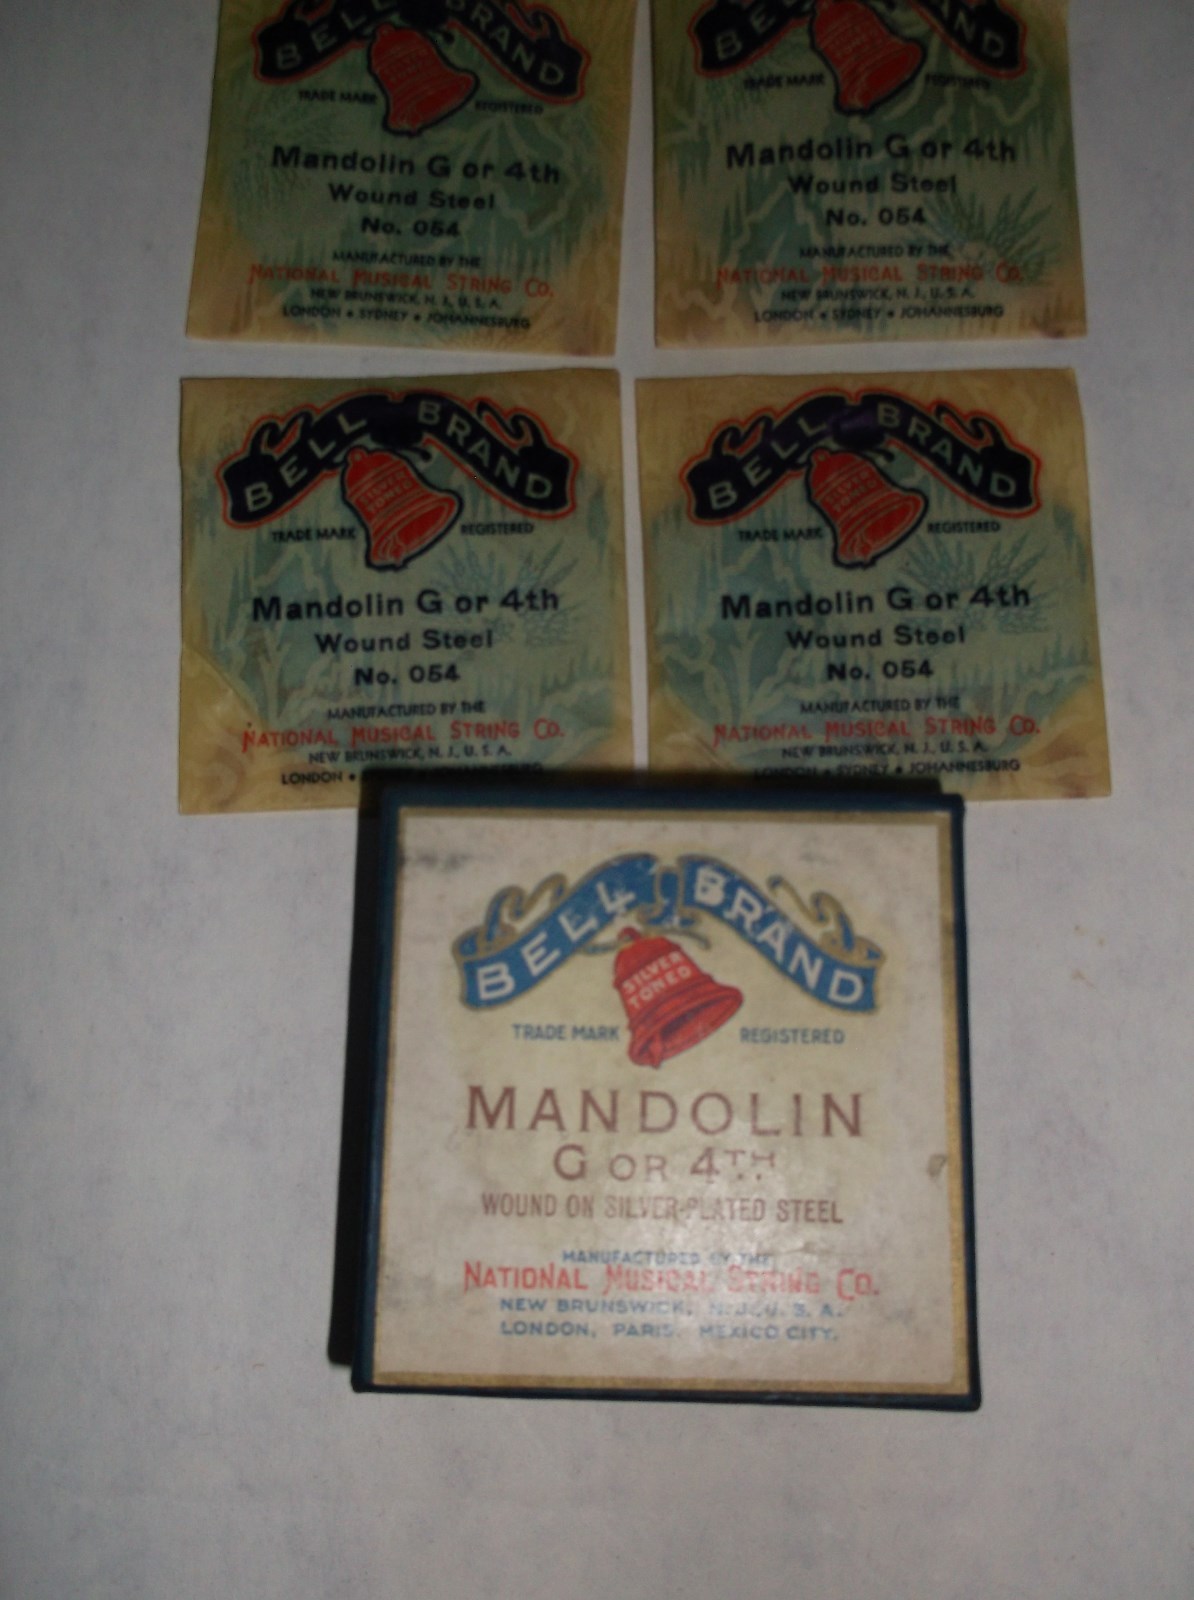 BELL BRAND
TRADE MARK REGISTERED
Mandolin G or 4th
Wound Steel
No. 054
MANUFACTURED BY THE
NATIONAL MUSICAL STRING CO.
NEW BRUNSWICK, N. J., U. S. A.
LONDON • SYDNEY • JOHANNESBURG
BELL BRAND
TRADE MARK REGISTERED
Mandolin G or 4th
Wound Steel
No. 054
MANUFACTURED BY THE
NATIONAL MUSICAL STRING CO.
NEW BRUNSWICK, N. J., U. S. A.
LONDON • SYDNEY • JOHANNESBURG
BELL BRAND
SILVER
TONED
TRADE MARK REGISTERED
Mandolin G or 4th
Wound Steel
No. 054
MANUFACTURED BY THE
NATIONAL MUSICAL STRING CO.
NEW BRUNSWICK, N. J., U. S. A.
LONDON • JOHANNESBURG
BELL BRAND
SILVER
TONED
TRADE MARK REGISTERED
Mandolin G or 4th
Wound Steel
No. 054
MANUFACTURED BY THE
NATIONAL MUSICAL STRING CO.
NEW BRUNSWICK, N. J., U. S. A.
LONDON • SYDNEY • JOHANNESBURG
BELL BRAND
SILVER
TONED
TRADE MARK REGISTERED
MANDOLIN
G OR 4TH
WOUND ON SILVER-PLATED STEEL
MANUFACTURED BY THE
NATIONAL MUSICAL STRING CO.
NEW BRUNSWICK, N. J., U. S. A.
LONDON, PARIS, MEXICO CITY.